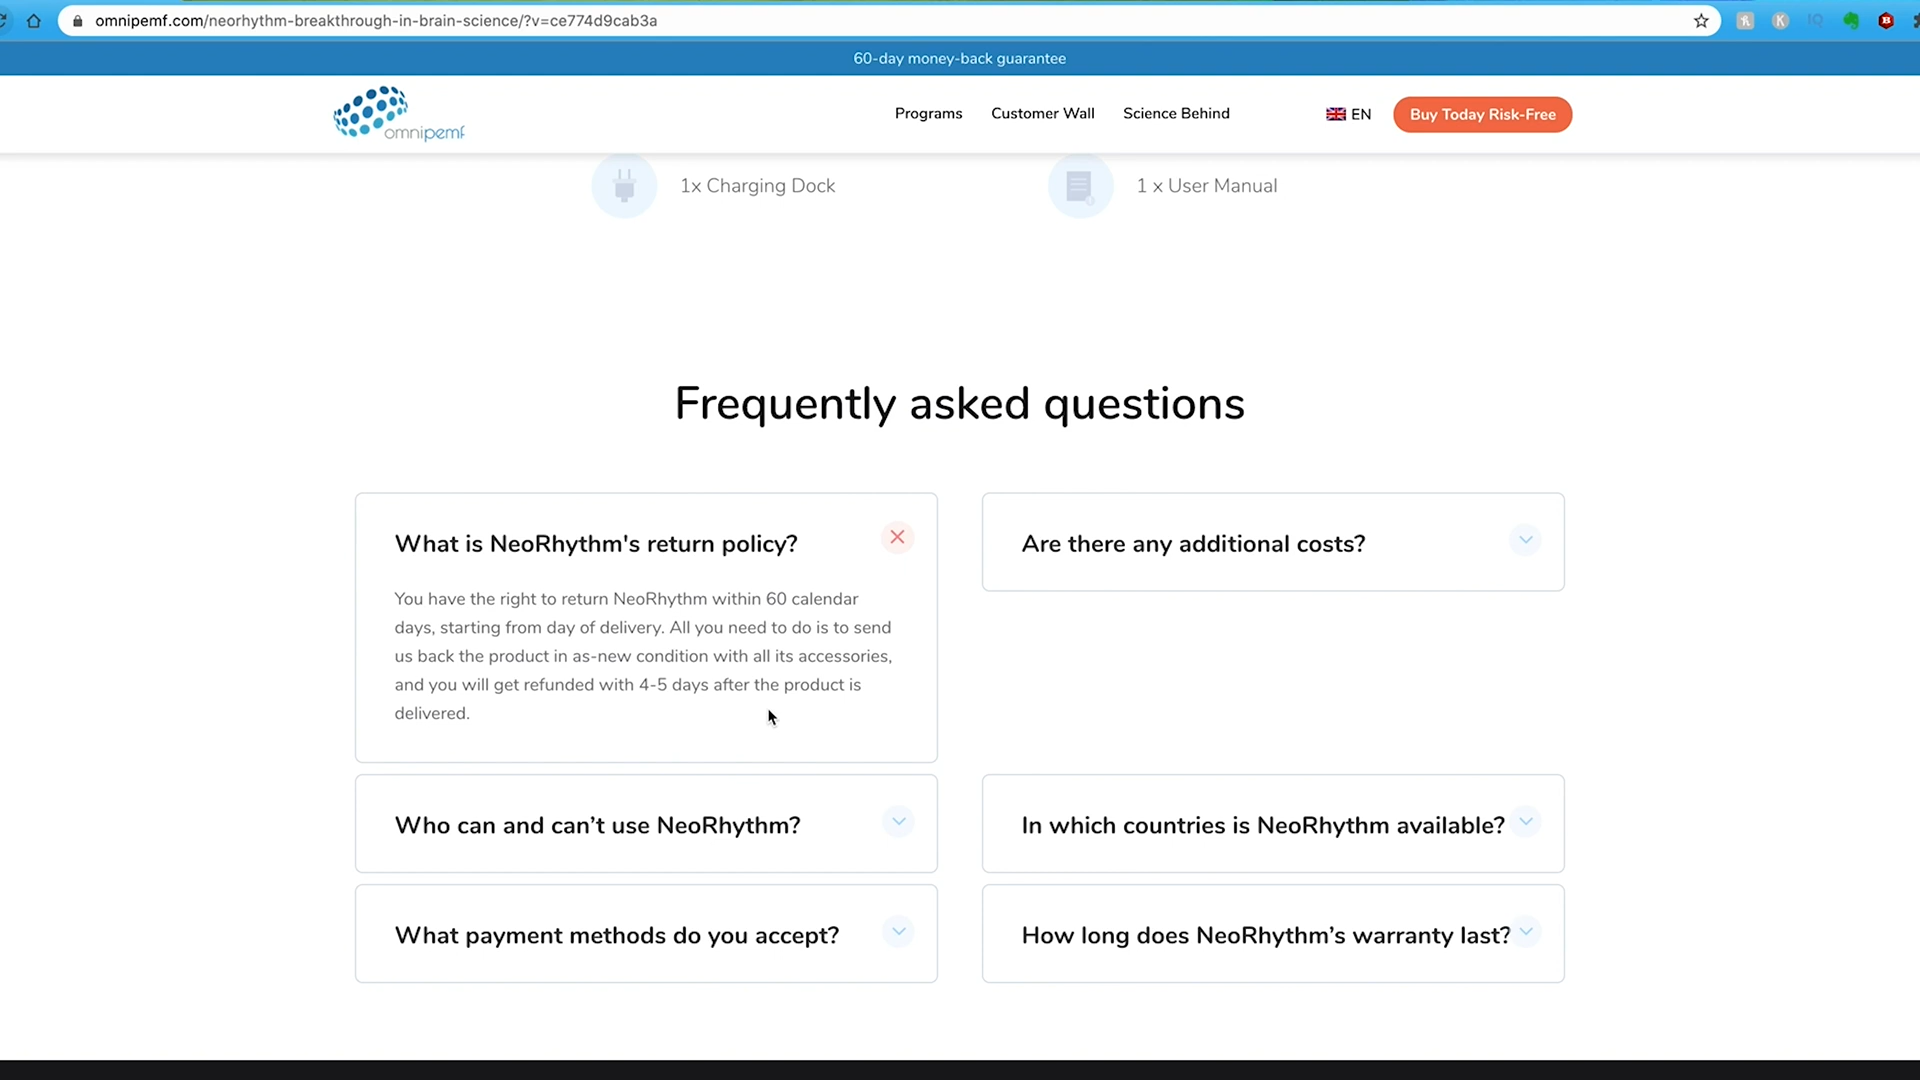 omnipemf.com/neorhythm-breakthrough-in-brain-science/?v=ce774d9cab3a
60-day money-back guarantee
omnipemf
Programs
Customer Wall
Science Behind
EN
Buy Today Risk-Free
1x Charging Dock
1 x User Manual
Frequently asked questions
What is NeoRhythm's return policy?
You have the right to return NeoRhythm within 60 calendar
days, starting from day of delivery. All you need to do is to send
us back the product in as-new condition with all its accessories,
and you will get refunded with 4-5 days after the product is
delivered.
Are there any additional costs?
Who can and can’t use NeoRhythm?
In which countries is NeoRhythm available?
What payment methods do you accept?
How long does NeoRhythm’s warranty last?